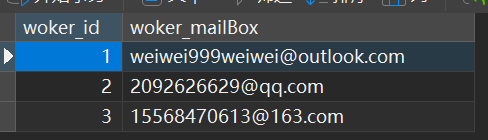 woker_id woker_mailBox
1 weiwei999weiwei@outlook.com
2 2092626629@qq.com
3 15568470613@163.com